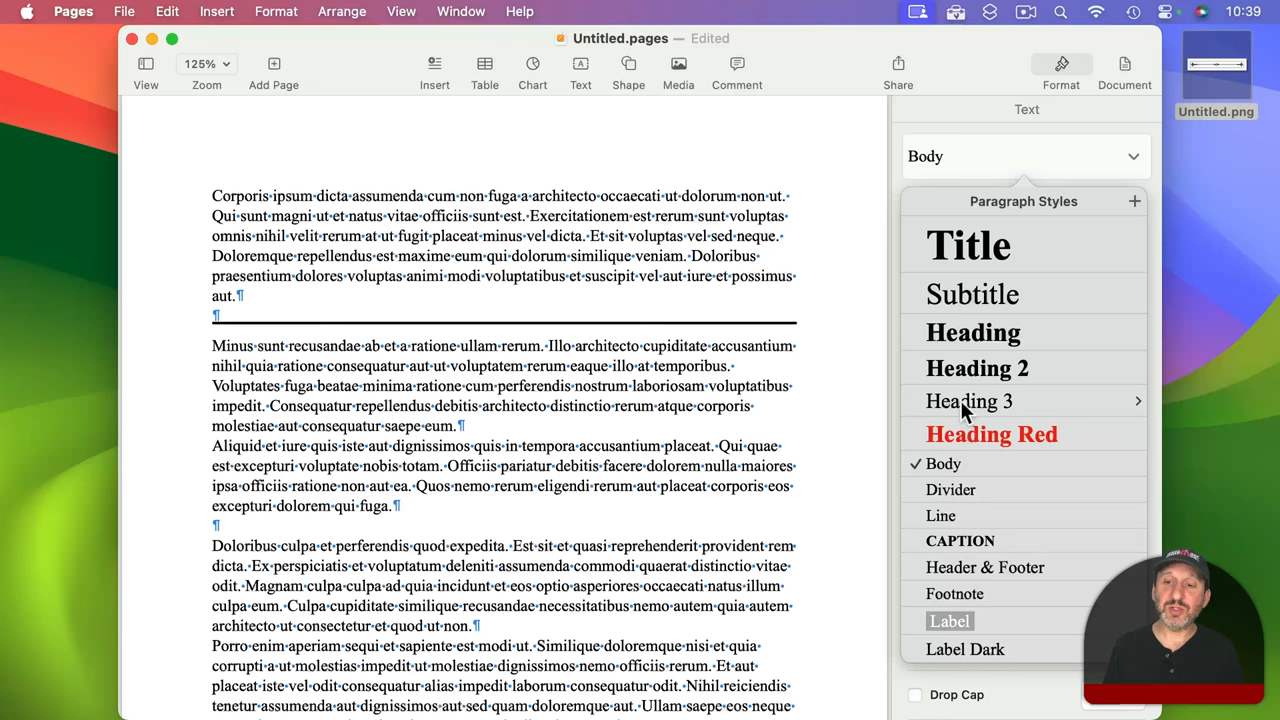 Pages File Edit Insert Format Arrange View Window Help 10:39
Untitled.pages — Edited
125%
View Zoom Add Page Insert Table Chart Text Shape Media Comment Share Format Document
Untitled.png
Text
Body
Paragraph Styles +
Title
Subtitle
Heading
Heading 2
Heading 3
Heading Red
✓ Body
Divider
Line
CAPTION
Header & Footer
Footnote
Label
Label Dark
Drop Cap
Corporis·ipsum·dicta·assumenda·cum·non·fuga·a·architecto·occaecati·ut·dolorum·non·ut.·
Qui·sunt·magni·ut·et·natus·vitae·officiis·sunt·est.·Exercitationem·est·rerum·sunt·voluptas·
omnis·nihil·velit·rerum·at·ut·fugit·placeat·minus·vel·dicta.·Et·sit·voluptas·vel·sed·neque.·
Doloremque·repellendus·est·maxime·eum·qui·dolorum·similique·veniam.·Doloribus·
praesentium·dolores·voluptas·animi·modi·voluptatibus·et·suscipit·vel·aut·iure·et·possimus·
aut.¶
¶
Minus·sunt·recusandae·ab·et·a·ratione·ullam·rerum.·Illo·architecto·cupiditate·accusantium·
nihil·quia·ratione·consequatur·aut·ut·voluptatem·rerum·eaque·illo·at·temporibus.·
Voluptates·fuga·beatae·minima·ratione·cum·perferendis·nostrum·laboriosam·voluptatibus·
impedit.·Consequatur·repellendus·debitis·architecto·distinctio·rerum·atque·corporis·
molestiae·aut·consequatur·saepe·eum.¶
Aliquid·et·iure·quis·iste·aut·dignissimos·quis·in·tempora·accusantium·placeat.·Qui·quae·
est·excepturi·voluptate·nobis·totam.·Officiis·pariatur·debitis·facere·dolorem·nulla·maiores·
ipsa·officiis·ratione·non·aut·ea.·Quos·nemo·rerum·eligendi·rerum·aut·placeat·corporis·eos·
excepturi·dolorem·qui·fuga.¶
¶
Doloribus·culpa·et·perferendis·quod·expedita.·Est·sit·et·quasi·reprehenderit·provident·rem·
dicta.·Ex·perspiciatis·et·voluptatum·deleniti·assumenda·commodi·quaerat·distinctio·vitae·
odit.·Magnam·culpa·culpa·ad·quia·incidunt·et·eos·optio·asperiores·occaecati·natus·illum·
culpa·eum.·Culpa·cupiditate·similique·recusandae·necessitatibus·nemo·autem·quia·autem·
architecto·ut·consectetur·et·quod·ut·non.¶
Porro·enim·aperiam·sequi·et·sapiente·est·modi·ut.·Similique·doloremque·nisi·et·quia·
corrupti·a·ut·molestias·impedit·ut·molestiae·dignissimos·nemo·officiis·rerum.·Et·aut·
placeat·iste·vel·odit·consequatur·alias·impedit·laborum·consequatur·odit.·Nihil·reiciendis·
tenetur·assumenda·aut·dignissimos·aut·sed·quam·doloremque·aut.·Ullam·saepe·eos·neque·